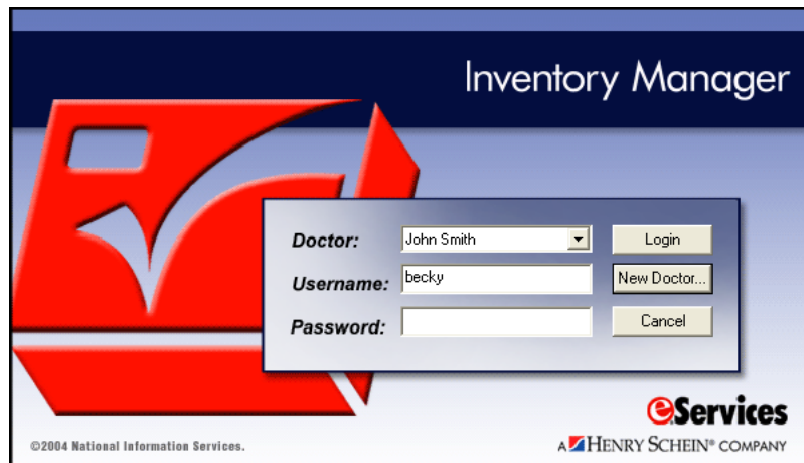 Inventory Manager
Doctor: John Smith Login
Username: becky New Doctor...
Password: Cancel
eServices
©2004 National Information Services. A HENRY SCHEIN® COMPANY